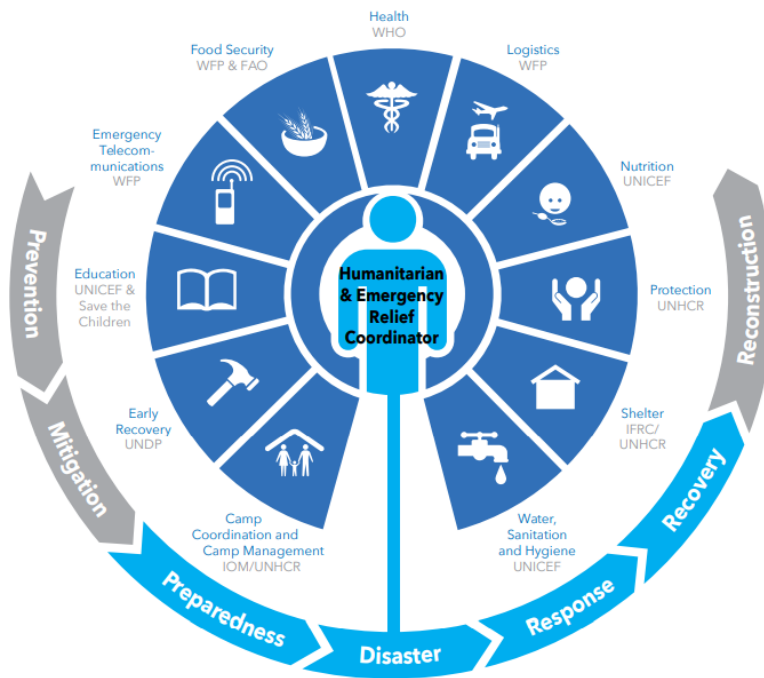 Health
WHO
Logistics
WFP
Nutrition
UNICEF
Protection
UNHCR
Shelter
IFRC/
UNHCR
Water,
Sanitation
and Hygiene
UNICEF
Camp
Coordination and
Camp Management
IOM/UNHCR
Early
Recovery
UNDP
Education
UNICEF &
Save the
Children
Emergency
Telecom-
munications
WFP
Food Security
WFP & FAO
Humanitarian
& Emergency
Relief
Coordinator
Prevention
Mitigation
Preparedness
Disaster
Response
Recovery
Reconstruction